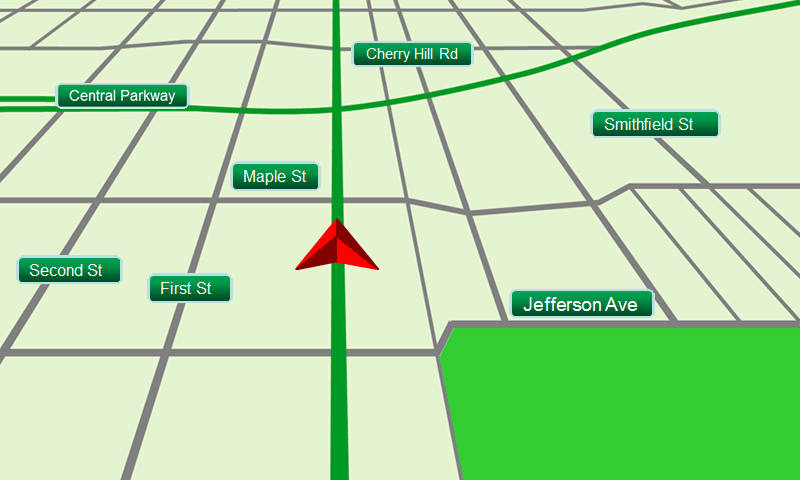 Cherry Hill Rd
Central Parkway
Smithfield St
Maple St
Second St
First St
Jefferson Ave